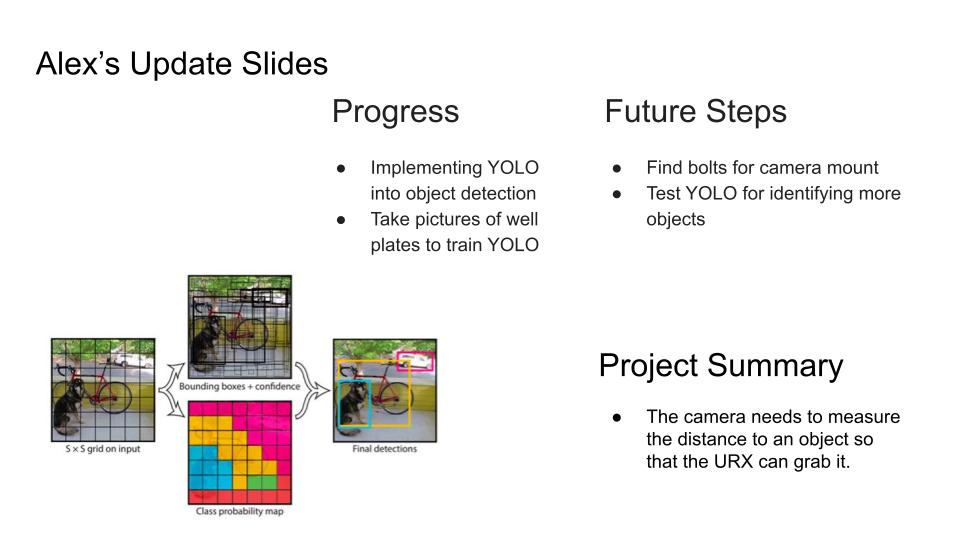 Alex’s Update Slides
Progress
● Implementing YOLO
into object detection
● Take pictures of well
plates to train YOLO
Future Steps
● Find bolts for camera mount
● Test YOLO for identifying more
objects
S × S grid on input
Bounding boxes + confidence
Class probability map
Final detections
Project Summary
● The camera needs to measure
the distance to an object so
that the URX can grab it.